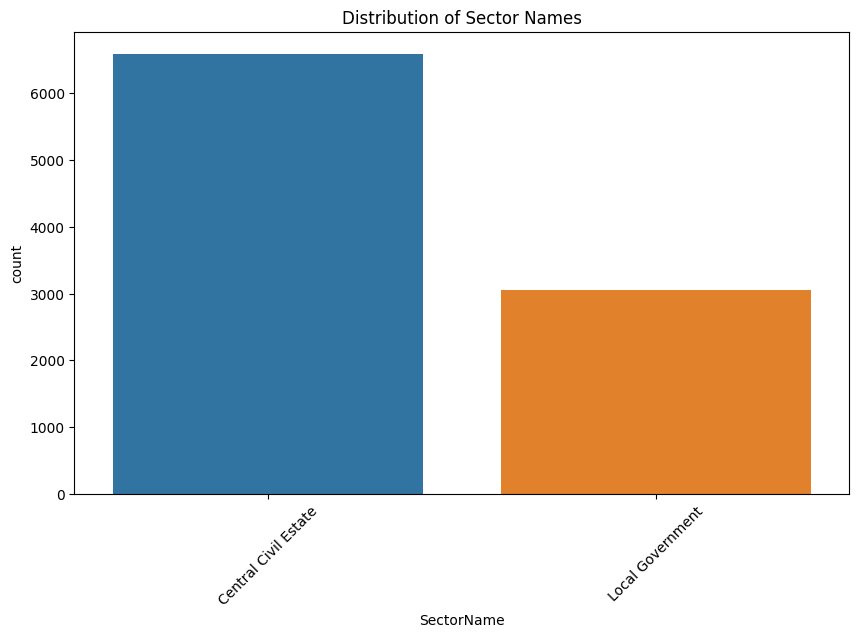 Distribution of Sector Names
count
6000
5000
4000
3000
2000
1000
0
Central Civil Estate
Local Government
SectorName